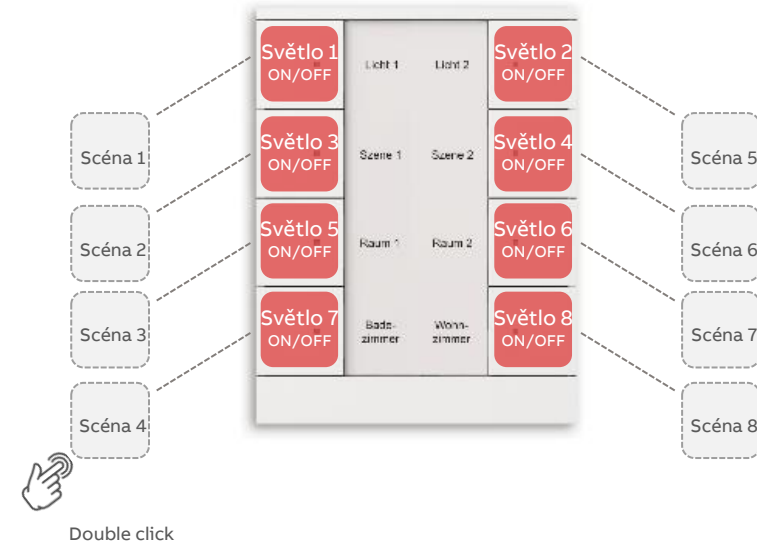 Světlo 1
ON/OFF
Licht 1
Licht 2
Světlo 2
ON/OFF
Scéna 1
Světlo 3
ON/OFF
Szene 1
Szene 2
Světlo 4
ON/OFF
Scéna 5
Scéna 2
Světlo 5
ON/OFF
Raum 1
Raum 2
Světlo 6
ON/OFF
Scéna 6
Scéna 3
Světlo 7
ON/OFF
Bade-
zimmer
Wohn-
zimmer
Světlo 8
ON/OFF
Scéna 7
Scéna 4
Scéna 8
Double click